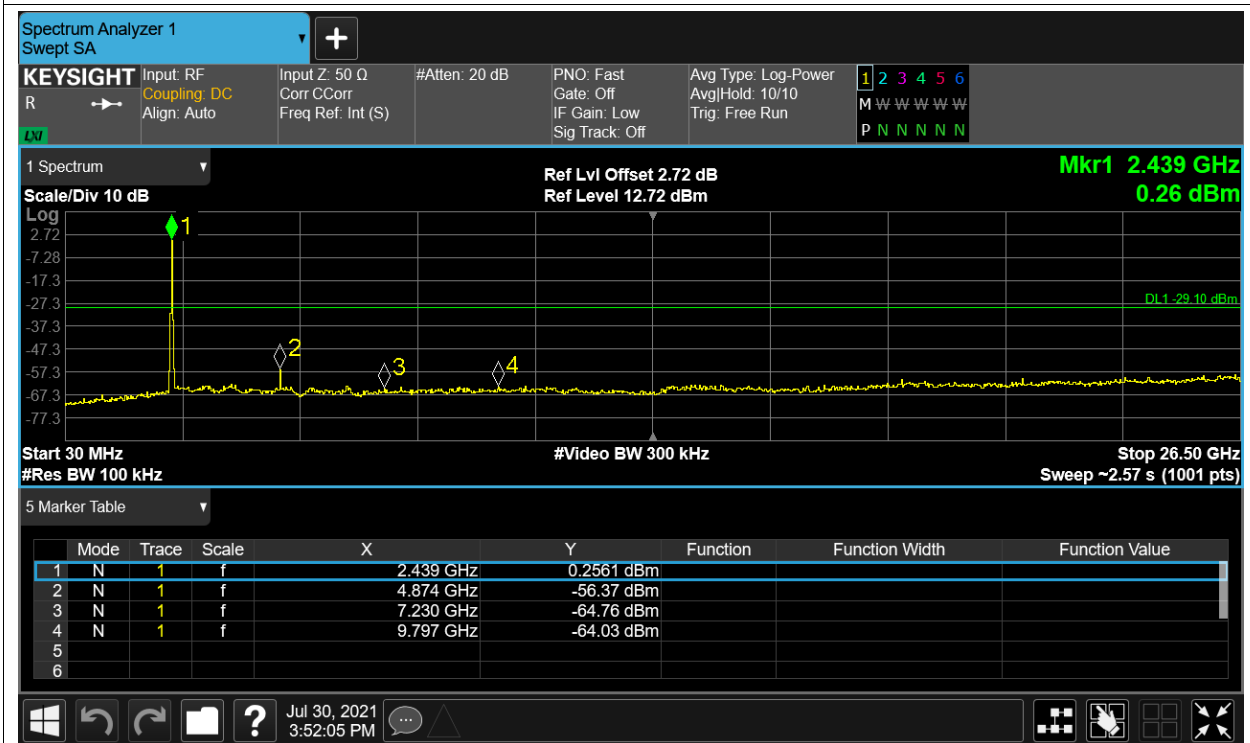 Spectrum Analyzer 1
Swept SA
KEYSIGHT
R
LXI
Input: RF
Coupling: DC
Align: Auto
Input Z: 50 Ω
Corr CCorr
Freq Ref: Int (S)
#Atten: 20 dB
PNO: Fast
Gate: Off
IF Gain: Low
Sig Track: Off
Avg Type: Log-Power
Avg|Hold: 10/10
Trig: Free Run
1 2 3 4 5 6
M W W W W W
P N N N N N
1 Spectrum
Scale/Div 10 dB
Ref Lvl Offset 2.72 dB
Ref Level 12.72 dBm
Mkr1 2.439 GHz
0.26 dBm
Log
2.72
-7.28
-17.3
-27.3
-37.3
-47.3
-57.3
-67.3
-77.3
1
2
3
4
DL1 -29.10 dBm
Start 30 MHz
#Res BW 100 kHz
#Video BW 300 kHz
Stop 26.50 GHz
Sweep ~2.57 s (1001 pts)
5 Marker Table
Mode Trace Scale X Y Function Function Width Function Value
1 N 1 f 2.439 GHz 0.2561 dBm
2 N 1 f 4.874 GHz -56.37 dBm
3 N 1 f 7.230 GHz -64.76 dBm
4 N 1 f 9.797 GHz -64.03 dBm
5
6
?
Jul 30, 2021
3:52:05 PM